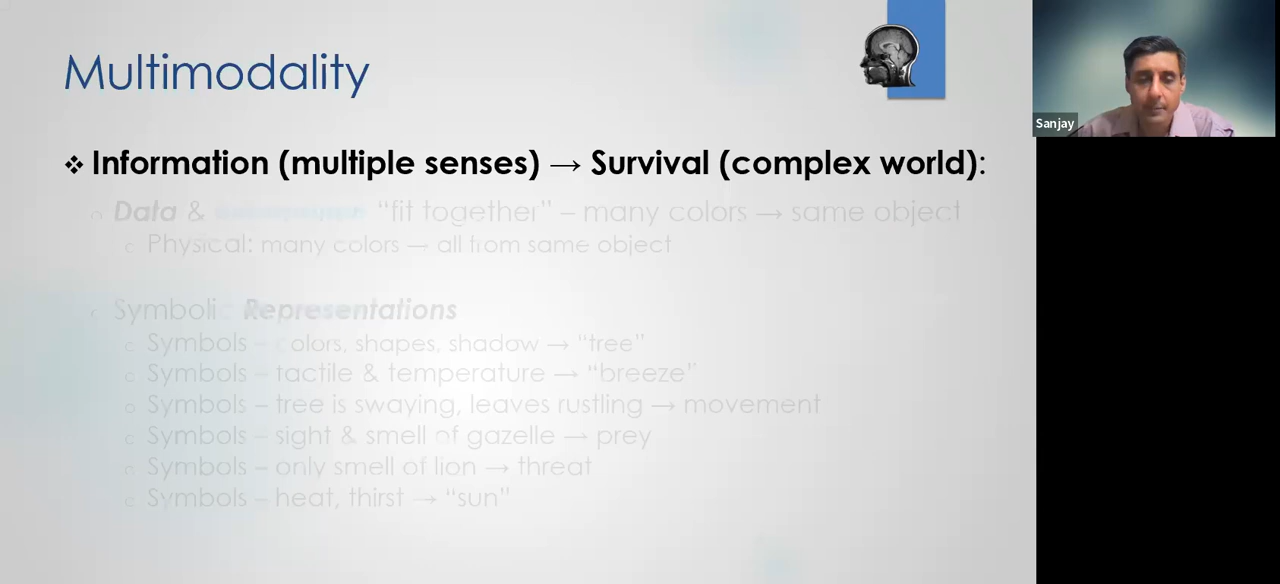 Multimodality
Sanjay
❖ Information (multiple senses) → Survival (complex world):
○ Data & “fit together” – many colors → same object
○ Physical: many colors → all from same object
○ Symboli Representations
○ Symbols – colors, shapes, shadow → “tree”
○ Symbols – tactile & temperature → “breeze”
○ Symbols – tree is swaying, leaves rustling → movement
○ Symbols – sight & smell of gazelle → prey
○ Symbols – only smell of lion → threat
○ Symbols – heat, thirst → “sun”